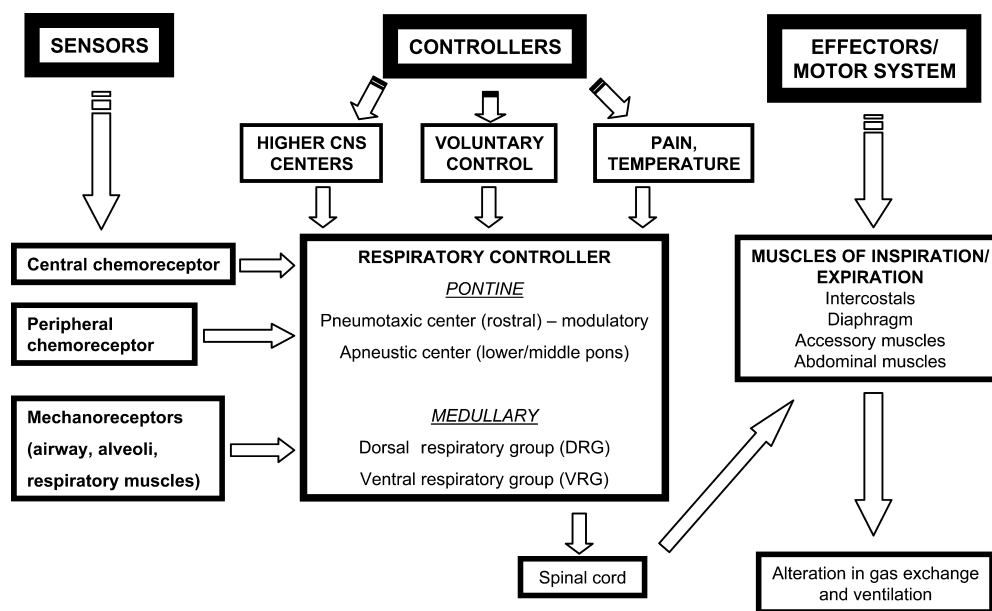 SENSORS
CONTROLLERS
EFFECTORS/
MOTOR SYSTEM
HIGHER CNS
CENTERS
VOLUNTARY
CONTROL
PAIN,
TEMPERATURE
Central chemoreceptor
Peripheral
chemoreceptor
Mechanoreceptors
(airway, alveoli,
respiratory muscles)
RESPIRATORY CONTROLLER
PONTINE
Pneumotaxic center (rostral) – modulatory
Apneustic center (lower/middle pons)
MEDULLARY
Dorsal respiratory group (DRG)
Ventral respiratory group (VRG)
Spinal cord
MUSCLES OF INSPIRATION/
EXPIRATION
Intercostals
Diaphragm
Accessory muscles
Abdominal muscles
Alteration in gas exchange
and ventilation